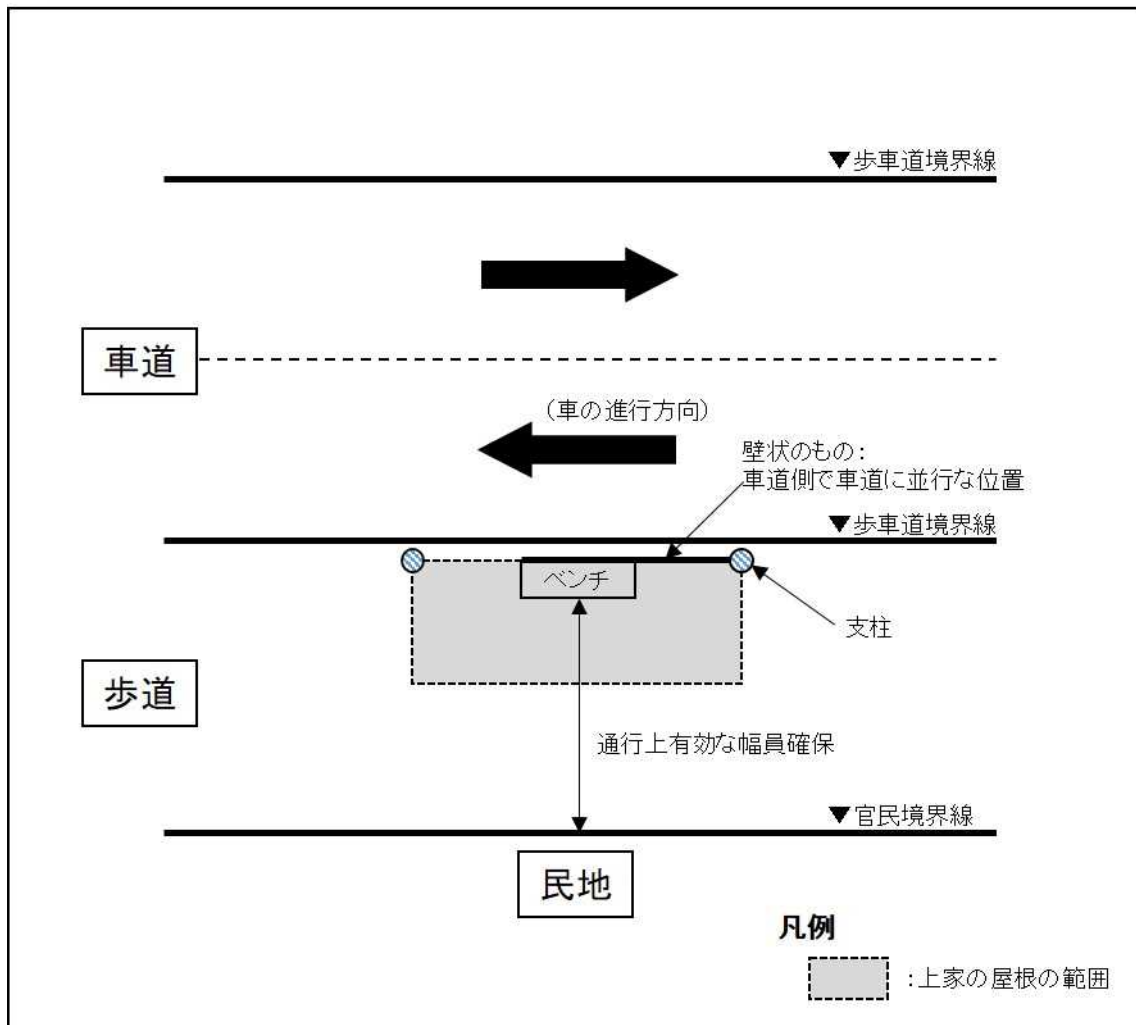 ▼歩車道境界線
車道
(車の進行方向)
壁状のもの:
車道側で車道に並行な位置
▼歩車道境界線
ベンチ
支柱
歩道
通行上有効な幅員確保
▼官民境界線
民地
凡例
:上家の屋根の範囲